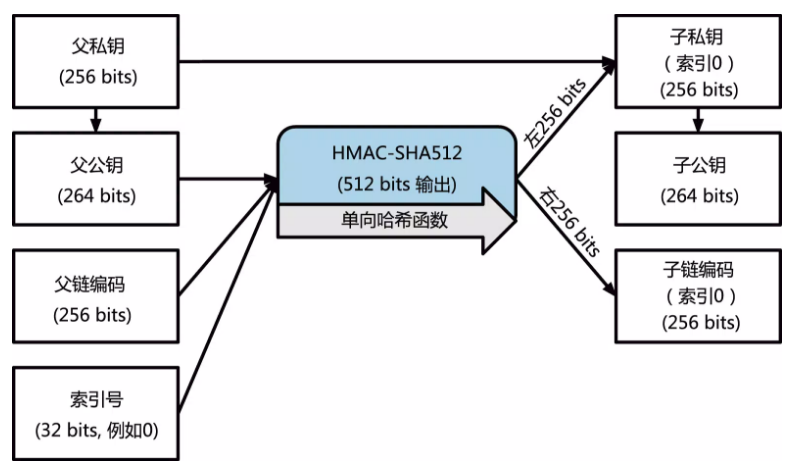 父私钥
(256 bits)
父公钥
(264 bits)
父链编码
(256 bits)
索引号
(32 bits, 例如0)
HMAC-SHA512
(512 bits 输出)
单向哈希函数
左256 bits
右256 bits
子私钥
（索引0）
(256 bits)
子公钥
(264 bits)
子链编码
（索引0）
(256 bits)